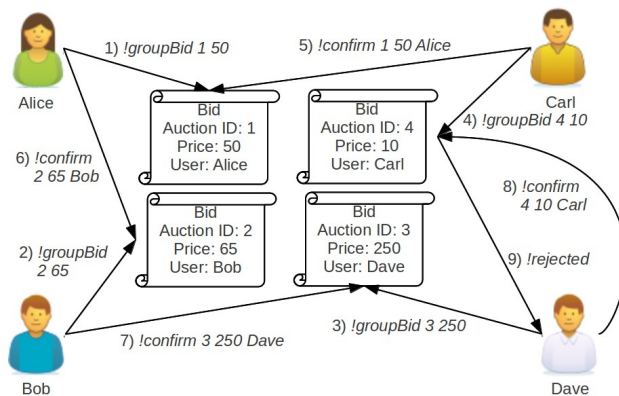 1) !groupBid 1 50
5) !confirm 1 50 Alice
Alice
Carl
Bid
Auction ID: 1
Price: 50
User: Alice
Bid
Auction ID: 4
Price: 10
User: Carl
4) !groupBid 4 10
6) !confirm
2 65 Bob
8) !confirm
4 10 Carl
Bid
Auction ID: 2
Price: 65
User: Bob
Bid
Auction ID: 3
Price: 250
User: Dave
2) !groupBid
2 65
9) !rejected
7) !confirm 3 250 Dave
3) !groupBid 3 250
Bob
Dave